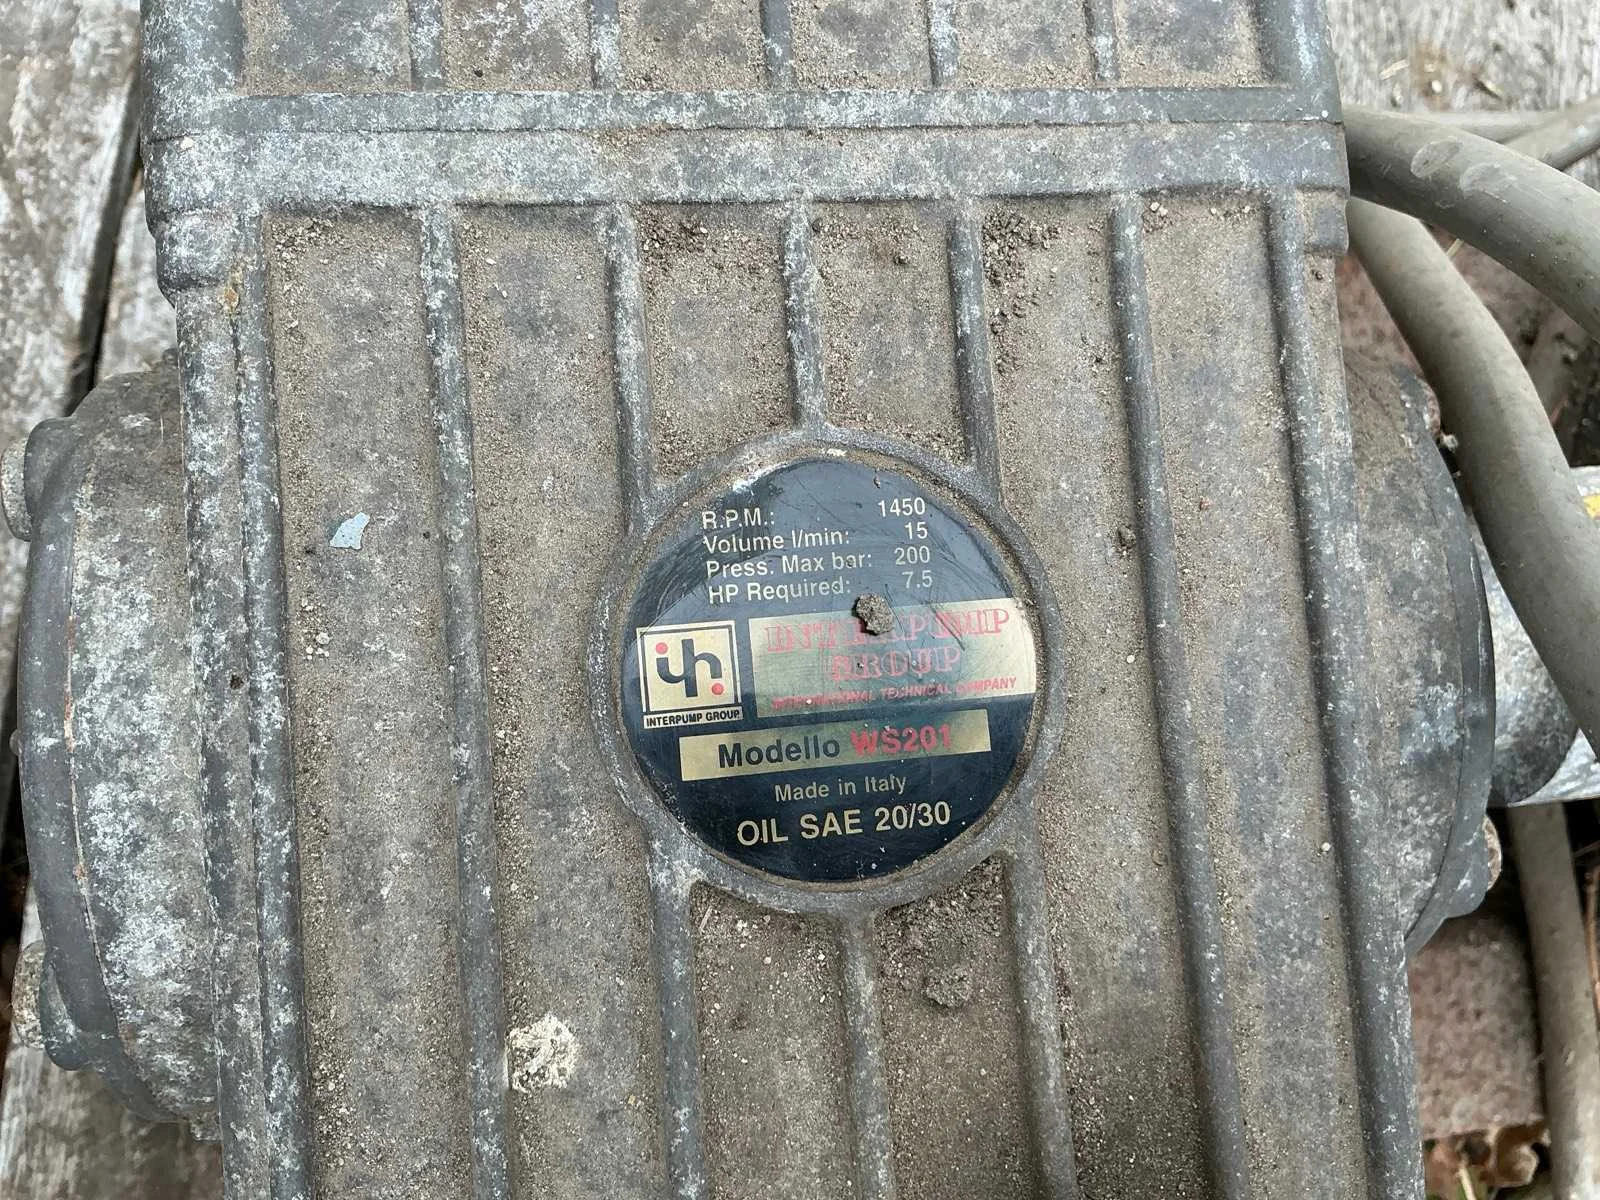 R.P.M.: 1450
Volume l/min: 15
Press. Max bar: 200
HP Required: 7.5
INTERPUMP
GROUP
INTERNATIONAL TECHNICAL COMPANY
ih
INTERPUMP GROUP
Modello WS201
Made in Italy
OIL SAE 20/30